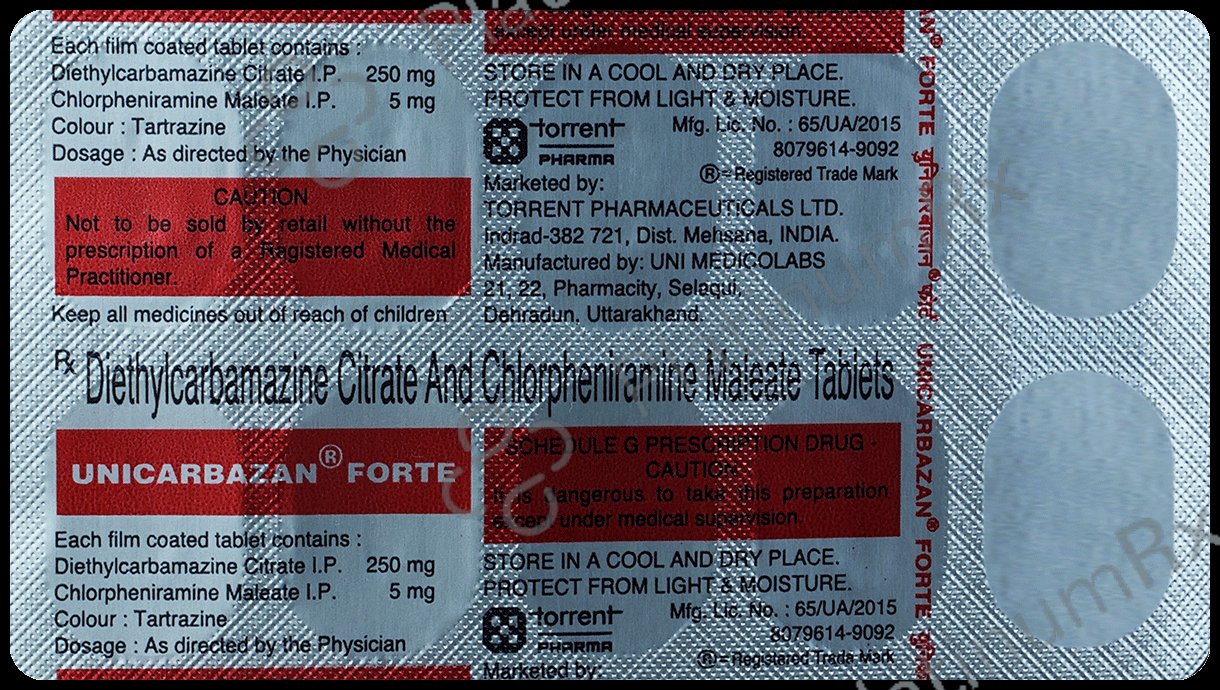 Each film coated tablet contains :
Diethylcarbamazine Citrate I.P. 250 mg
Chlorpheniramine Maleate I.P. 5 mg
Colour : Tartrazine
Dosage : As directed by the Physician
CAUTION
Not to be sold by retail without the
prescription of a Ragistered Medical
Practitioner.
Keep all medicines out of reach of children
except under medical supervision.
STORE IN A COOL AND DRY PLACE.
PROTECT FROM LIGHT & MOISTURE.
torrent
PHARMA
Mfg. Lic. No. : 65/UA/2015
8079614-9092
®=Registered Trade Mark
Marketed by:
TORRENT PHARMACEUTICALS LTD.
Indrad-382 721, Dist. Mehsana, INDIA.
Manufactured by: UNI MEDICOLABS
21, 22, Pharmacity, Selaqui,
Dehradun, Uttarakhand.
Rx Diethylcarbamazine Citrate And Chlorpheniramine Maleate Tablets
UNICARBAZAN® FORTE
Each film coated tablet contains :
Diethylcarbamazine Citrate I.P. 250 mg
Chlorpheniramine Maleate I.P. 5 mg
Colour : Tartrazine
Dosage : As directed by the Physician
SCHEDULE G PRESCRIPTION DRUG -
CAUTION :
It is dangerous to take this preparation
except under medical supervision.
STORE IN A COOL AND DRY PLACE.
PROTECT FROM LIGHT & MOISTURE.
torrent
PHARMA
Mfg. Lic. No. : 65/UA/2015
8079614-9092
®=Registered Trade Mark
Marketed by:
® FORTE
UNICARBAZAN® FORTE
PlatinumRx